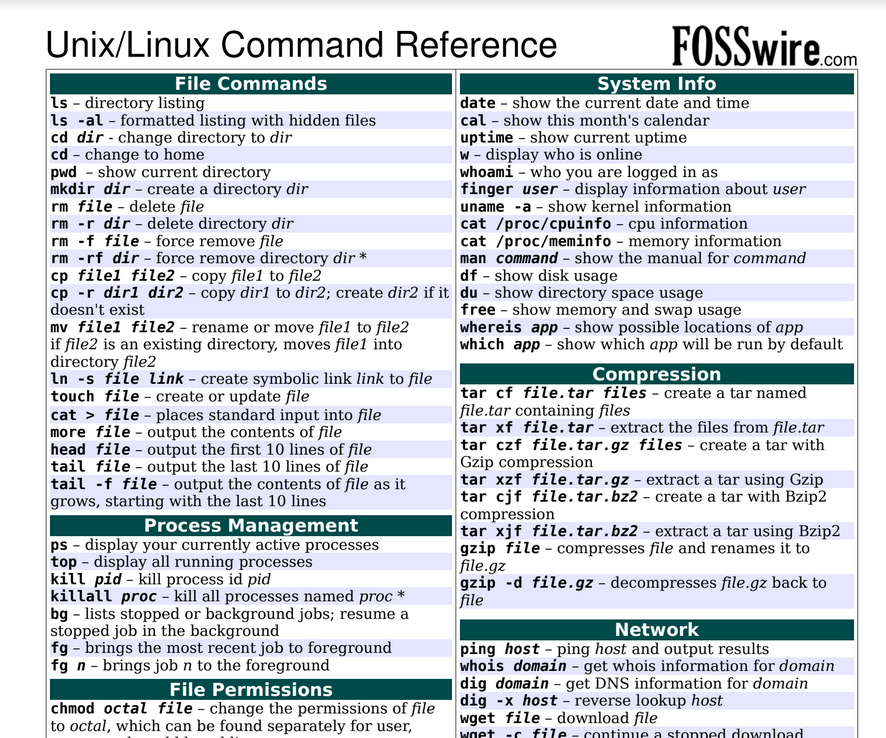 Unix/Linux Command Reference
FOSSwire.com
File Commands
ls – directory listing
ls -al – formatted listing with hidden files
cd dir - change directory to dir
cd – change to home
pwd – show current directory
mkdir dir – create a directory dir
rm file – delete file
rm -r dir – delete directory dir
rm -f file – force remove file
rm -rf dir – force remove directory dir *
cp file1 file2 – copy file1 to file2
cp -r dir1 dir2 – copy dir1 to dir2; create dir2 if it
doesn't exist
mv file1 file2 – rename or move file1 to file2
if file2 is an existing directory, moves file1 into
directory file2
ln -s file link – create symbolic link link to file
touch file – create or update file
cat > file – places standard input into file
more file – output the contents of file
head file – output the first 10 lines of file
tail file – output the last 10 lines of file
tail -f file – output the contents of file as it
grows, starting with the last 10 lines
Process Management
ps – display your currently active processes
top – display all running processes
kill pid – kill process id pid
killall proc – kill all processes named proc *
bg – lists stopped or background jobs; resume a
stopped job in the background
fg – brings the most recent job to foreground
fg n – brings job n to the foreground
File Permissions
chmod octal file – change the permissions of file
to octal, which can be found separately for user,
System Info
date – show the current date and time
cal – show this month's calendar
uptime – show current uptime
w – display who is online
whoami – who you are logged in as
finger user – display information about user
uname -a – show kernel information
cat /proc/cpuinfo – cpu information
cat /proc/meminfo – memory information
man command – show the manual for command
df – show disk usage
du – show directory space usage
free – show memory and swap usage
whereis app – show possible locations of app
which app – show which app will be run by default
Compression
tar cf file.tar files – create a tar named
file.tar containing files
tar xf file.tar – extract the files from file.tar
tar czf file.tar.gz files – create a tar with
Gzip compression
tar xzf file.tar.gz – extract a tar using Gzip
tar cjf file.tar.bz2 – create a tar with Bzip2
compression
tar xjf file.tar.bz2 – extract a tar using Bzip2
gzip file – compresses file and renames it to
file.gz
gzip -d file.gz – decompresses file.gz back to
file
Network
ping host – ping host and output results
whois domain – get whois information for domain
dig domain – get DNS information for domain
dig -x host – reverse lookup host
wget file – download file
wget -c file – continue a stopped download